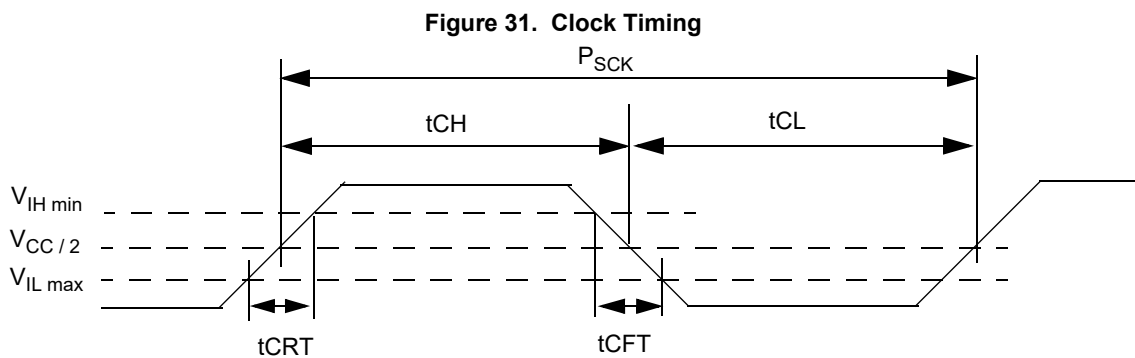 Figure 31. Clock Timing
PSCK
tCH tCL
VIH min
VCC / 2
VIL max
tCRT tCFT